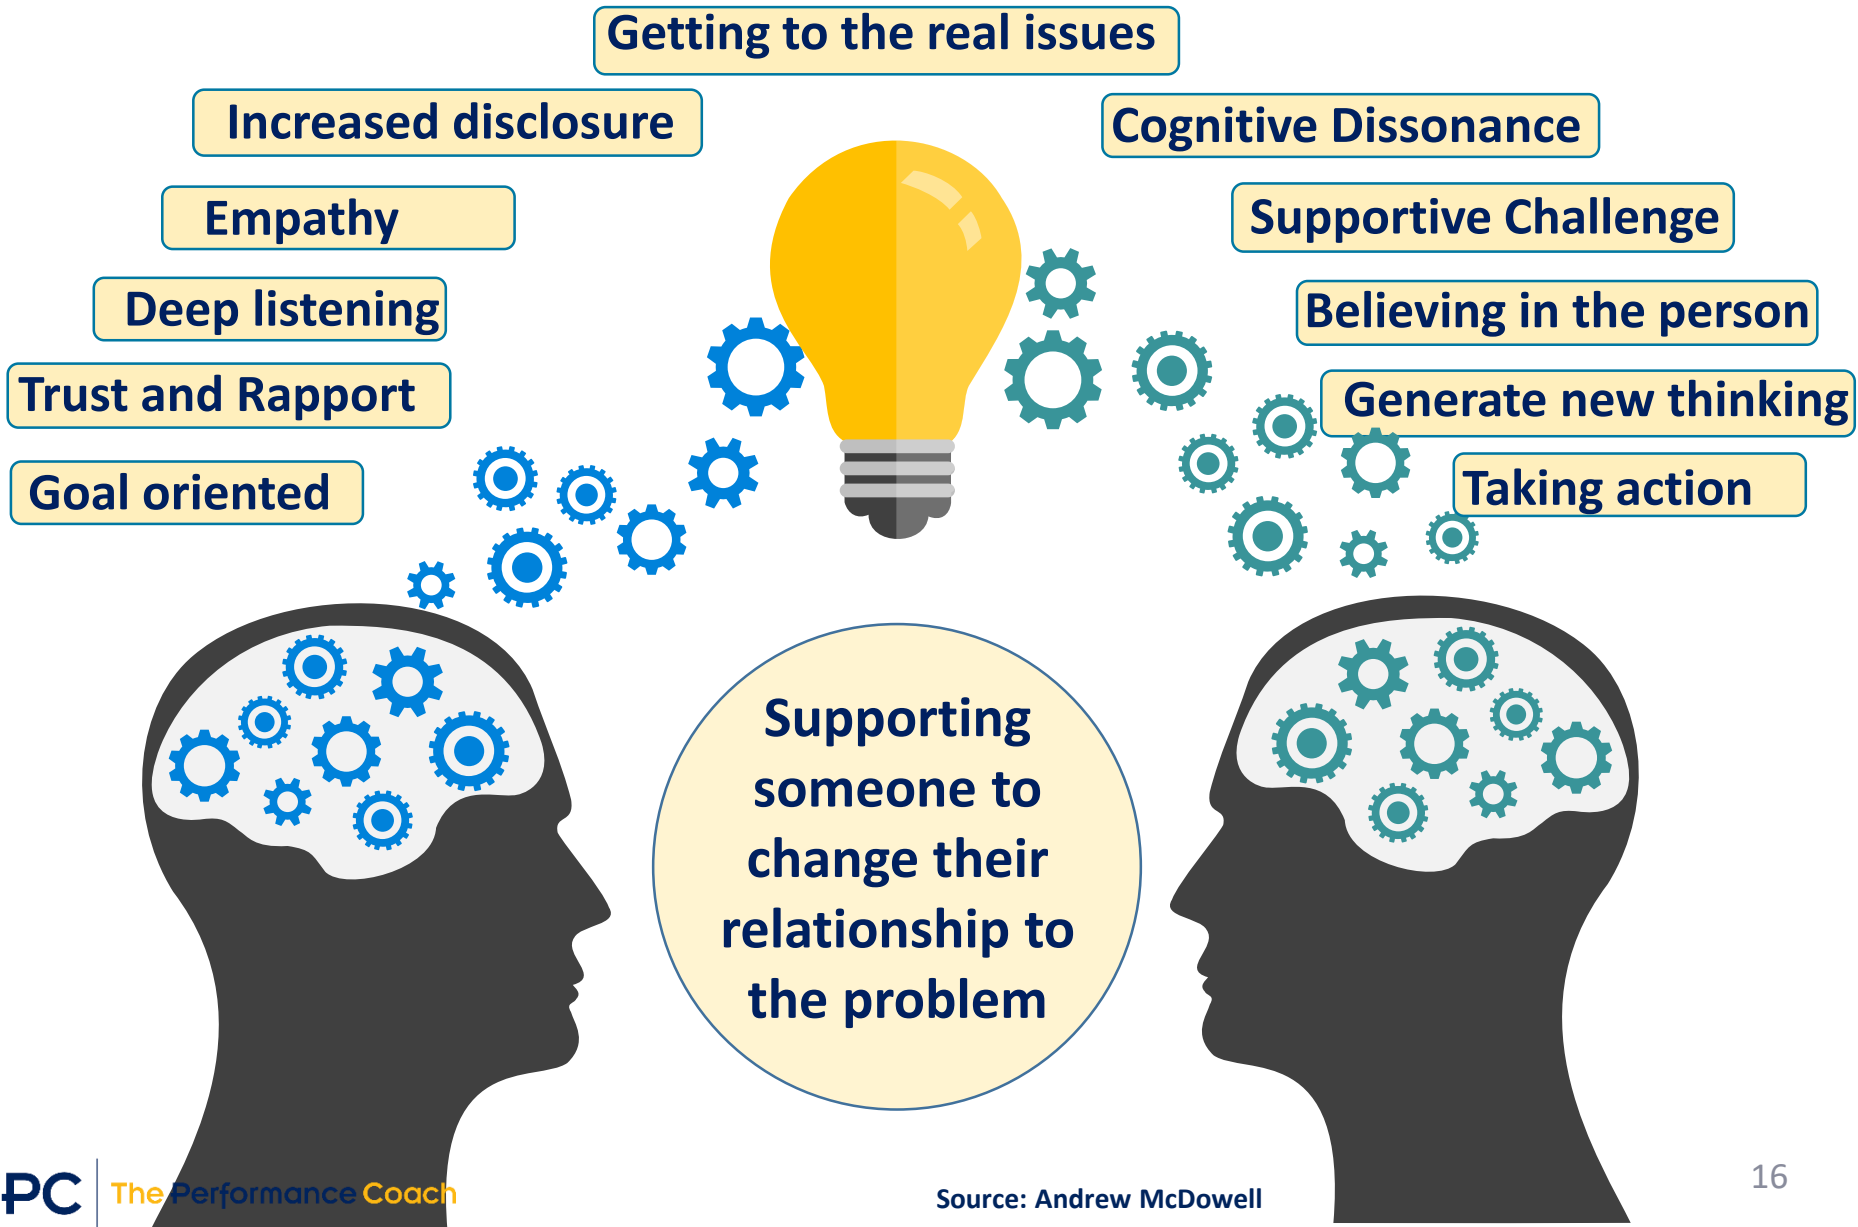 Getting to the real issues
Increased disclosure
Cognitive Dissonance
Empathy
Supportive Challenge
Deep listening
Believing in the person
Trust and Rapport
Generate new thinking
Goal oriented
Taking action
Supporting
someone to
change their
relationship to
the problem
PC
The Performance Coach
Source: Andrew McDowell
16